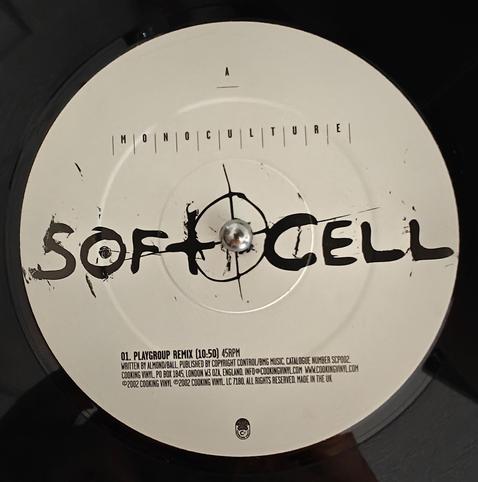 A
MONOCULTURE
SOFT CELL
01. PLAYGROUP REMIX (10:50) 45RPM
WRITTEN BY ALMOND/BALL. PUBLISHED BY COPYRIGHT CONTROL/BMG MUSIC. CATALOGUE NUMBER SCP002.
COOKING VINYL, PO BOX 1845, LONDON W3 0ZA, ENGLAND. INFO@COOKINGVINYL.COM WWW.COOKINGVINYL.COM
℗2002 COOKING VINYL ©2002 COOKING VINYL. LC 7180. ALL RIGHTS RESERVED. MADE IN THE UK